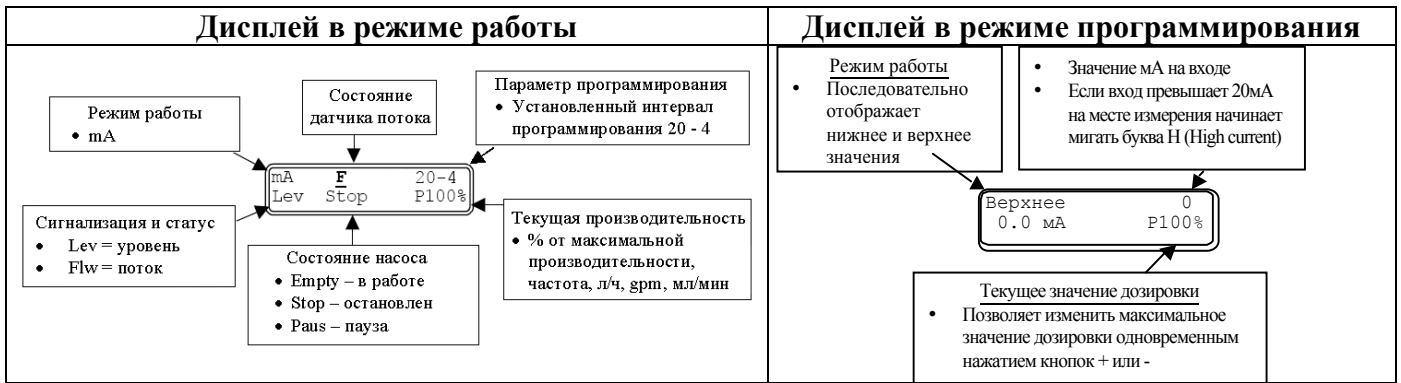 Дисплей в режиме работы
Дисплей в режиме программирования
Режим работы
• mA
Состояние
датчика потока
Параметр программирования
• Установленный интервал
программирования 20 - 4
mA F 20-4
Lev Stop P100%
Сигнализация и статус
• Lev = уровень
• Flw = поток
Состояние насоса
• Empty – в работе
• Stop – остановлен
• Paus – пауза
Текущая производительность
• % от максимальной
производительности,
частота, л/ч, gpm, мл/мин
Режим работы
• Последовательно
отображает
нижнее и верхнее
значения
• Значение мА на входе
• Если вход превышает 20мА
на месте измерения начинает
мигать буква H (High current)
Верхнее 0
0.0 мА P100%
Текущее значение дозировки
• Позволяет изменить максимальное
значение дозировки одновременным
нажатием кнопок + или -